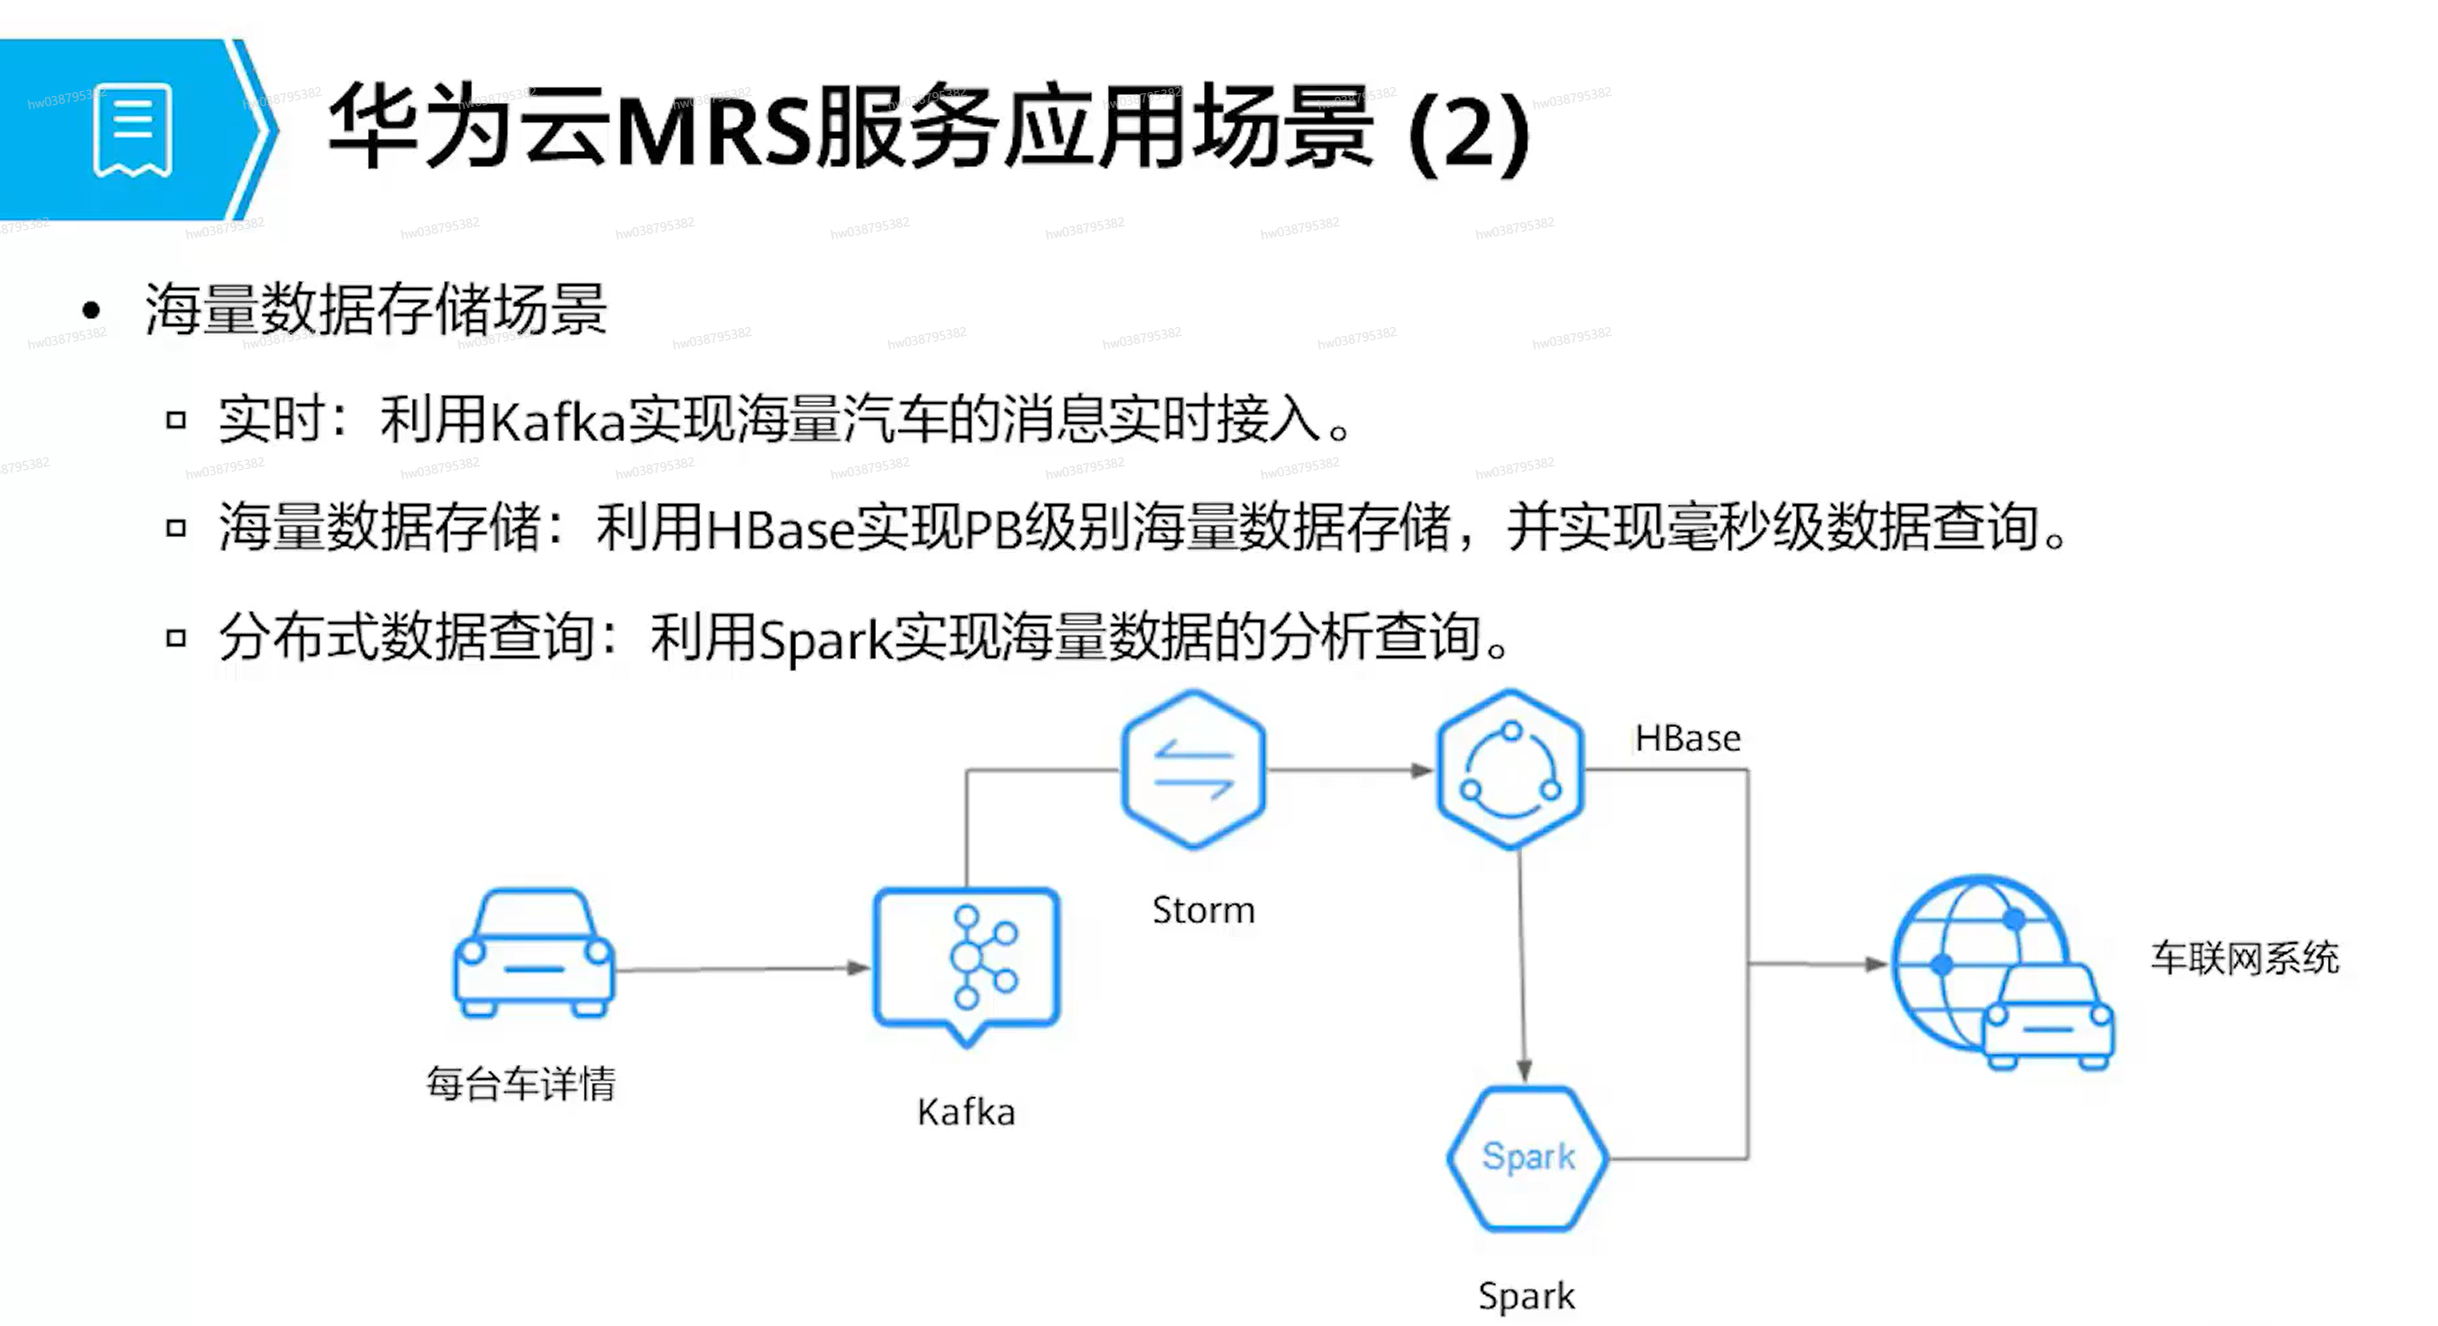 华为云MRS服务应用场景 (2)
• 海量数据存储场景
▫ 实时：利用Kafka实现海量汽车的消息实时接入。
▫ 海量数据存储：利用HBase实现PB级别海量数据存储，并实现毫秒级数据查询。
▫ 分布式数据查询：利用Spark实现海量数据的分析查询。
HBase
Storm
车联网系统
每台车详情
Kafka
Spark
Spark
hw038795382